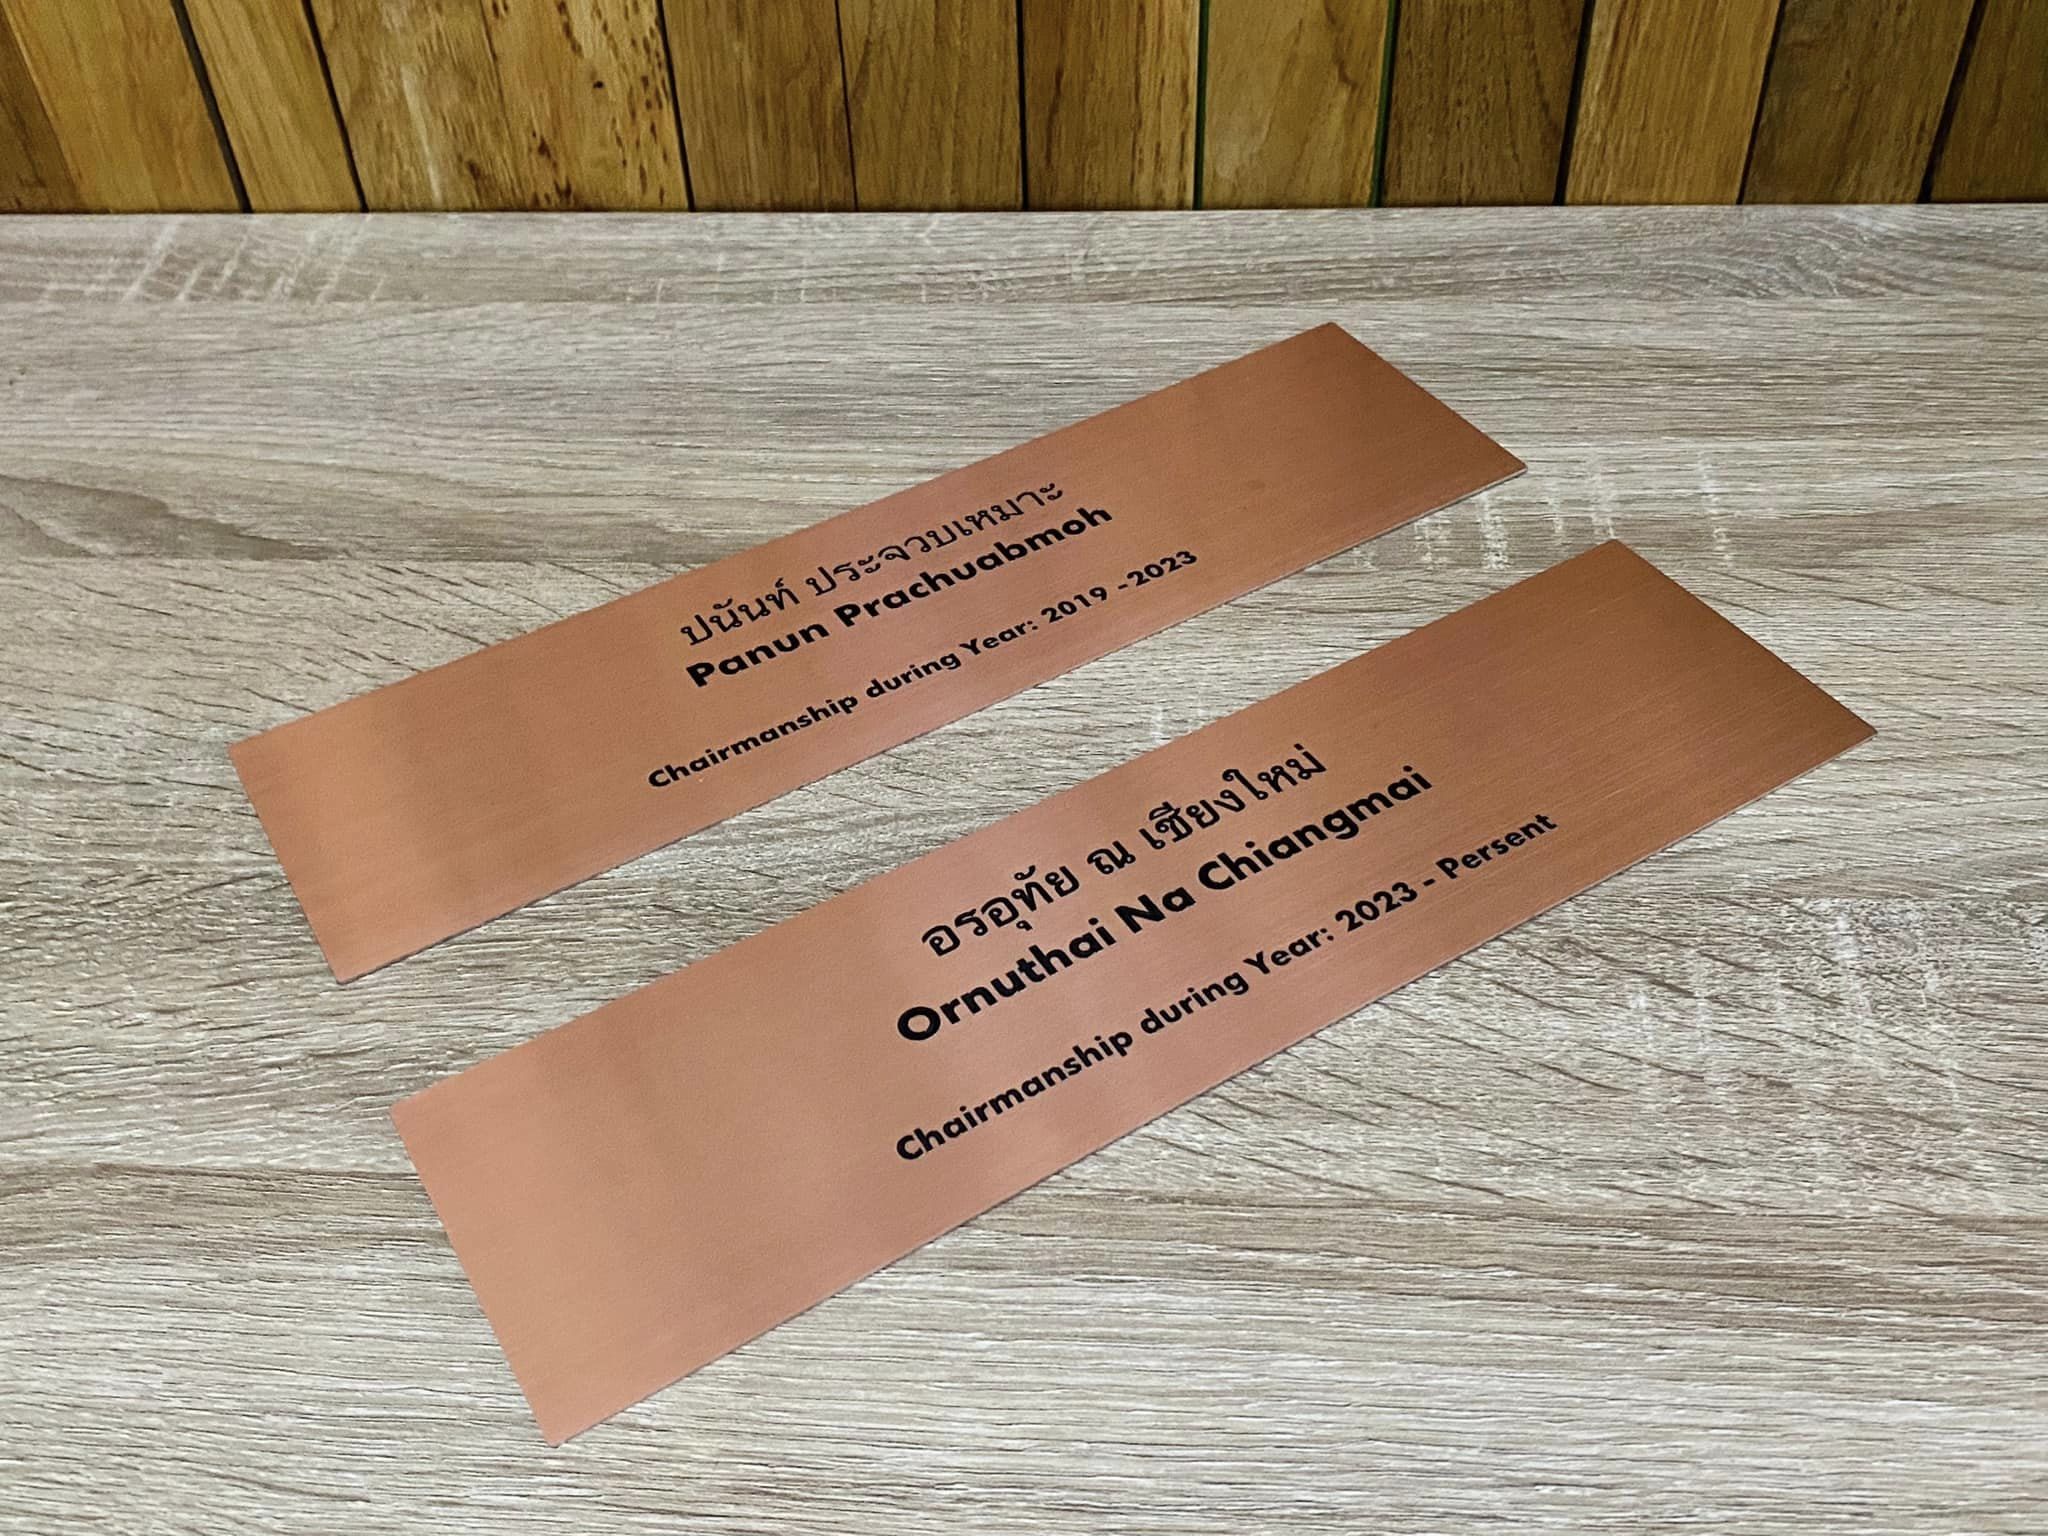 ปนันท์ ประจวบเหมาะ
Panun Prachuabmoh
Chairmanship during Year: 2019 -2023
อรอุทัย ณ เชียงใหม่
Ornuthai Na Chiangmai
Chairmanship during Year: 2023 - Persent